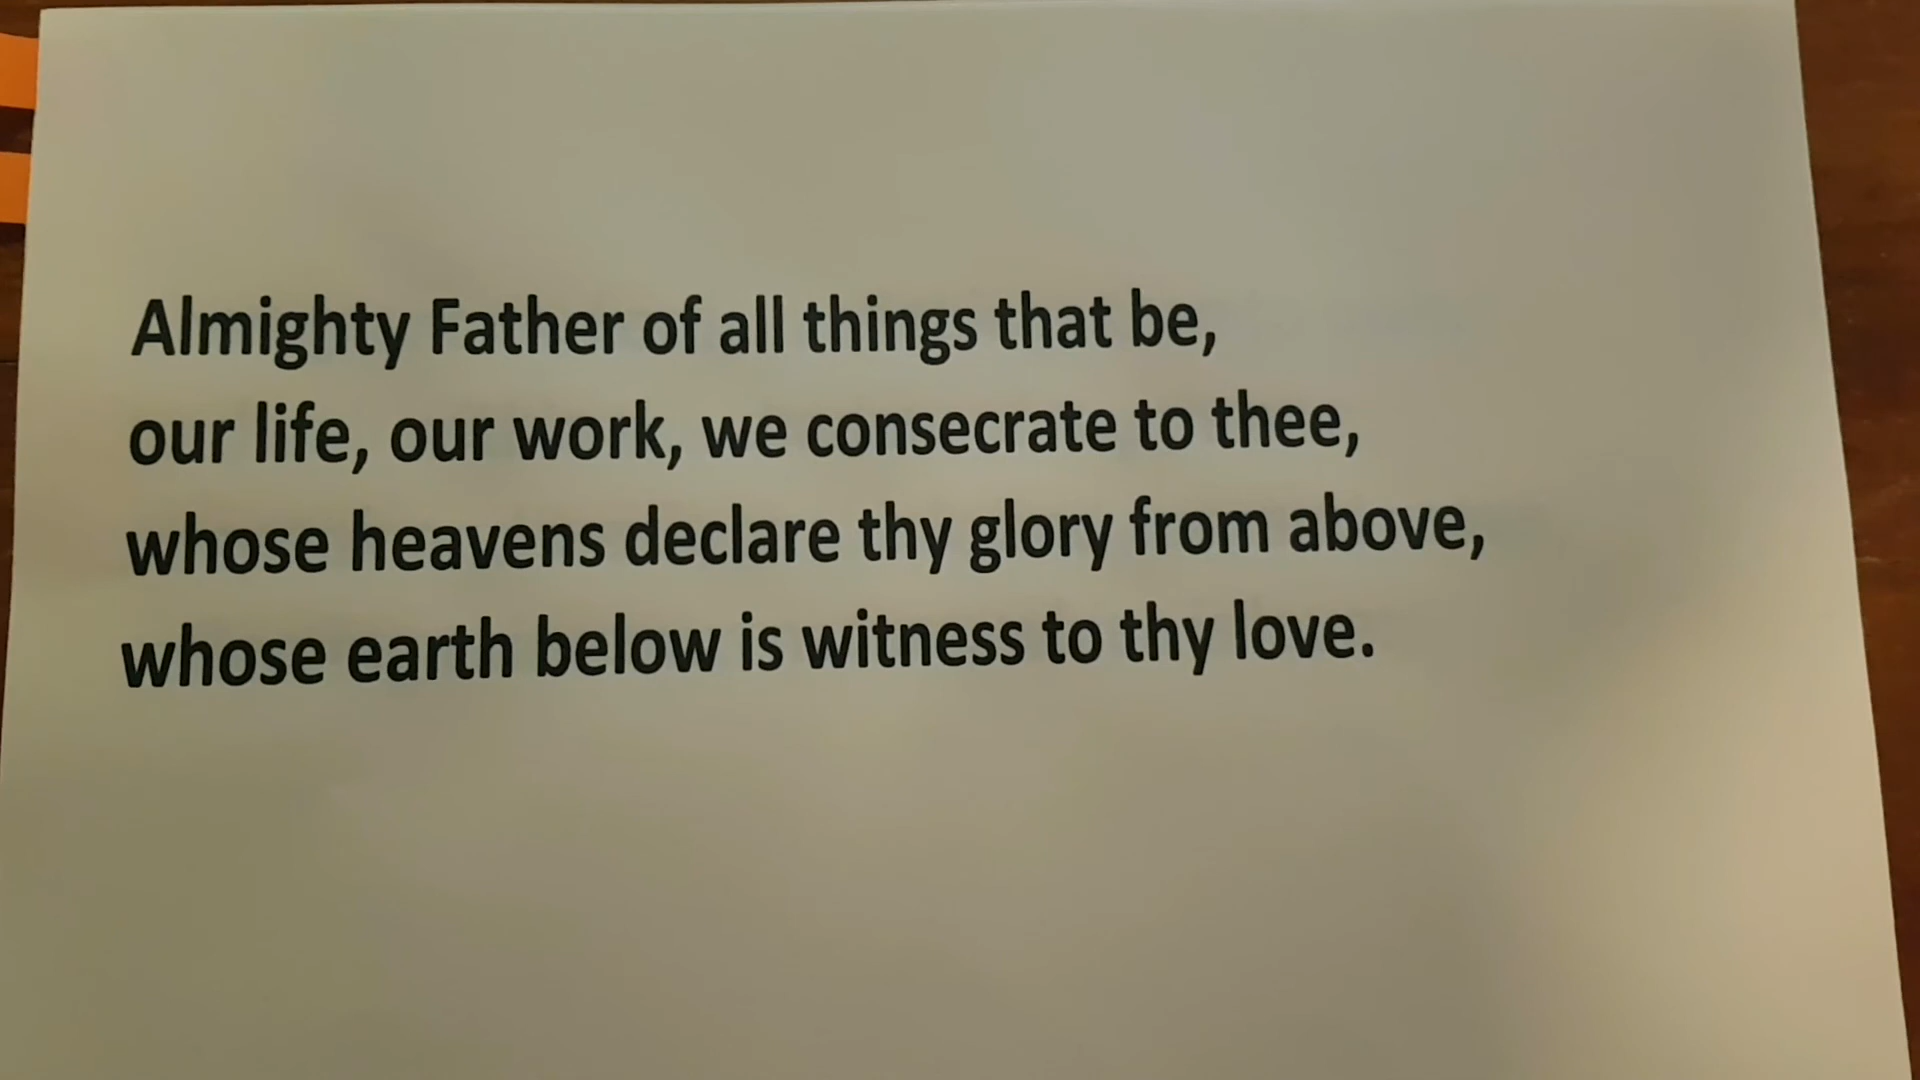 Almighty Father of all things that be,
our life, our work, we consecrate to thee,
whose heavens declare thy glory from above,
whose earth below is witness to thy love.